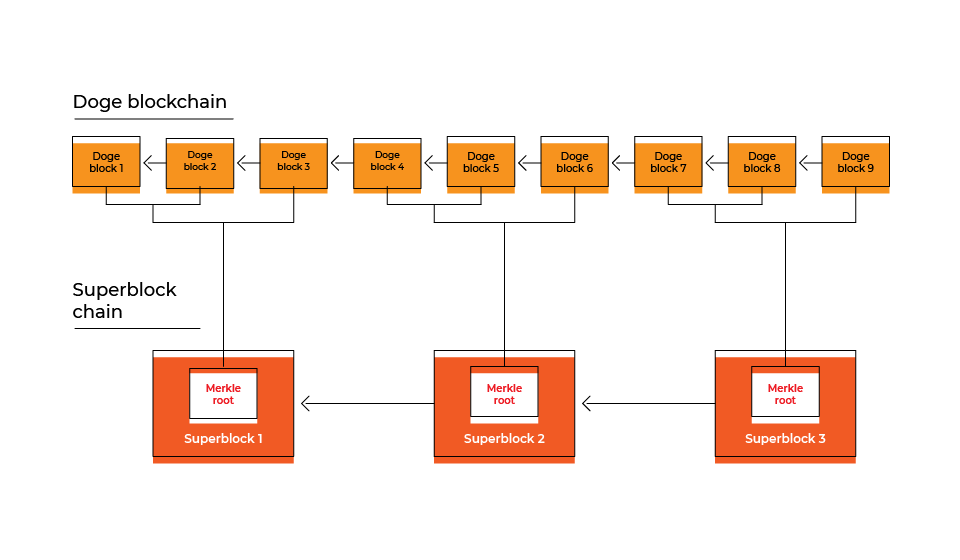 Doge blockchain
Doge
block 1
Doge
block 2
Doge
block 3
Doge
block 4
Doge
block 5
Doge
block 6
Doge
block 7
Doge
block 8
Doge
block 9
Superblock
chain
Merkle
root
Superblock 1
Merkle
root
Superblock 2
Merkle
root
Superblock 3